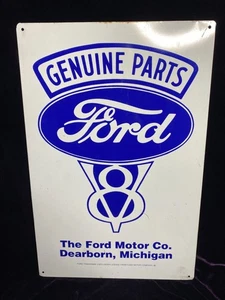 GENUINE PARTS
Ford
V8
The Ford Motor Co.
Dearborn, Michigan